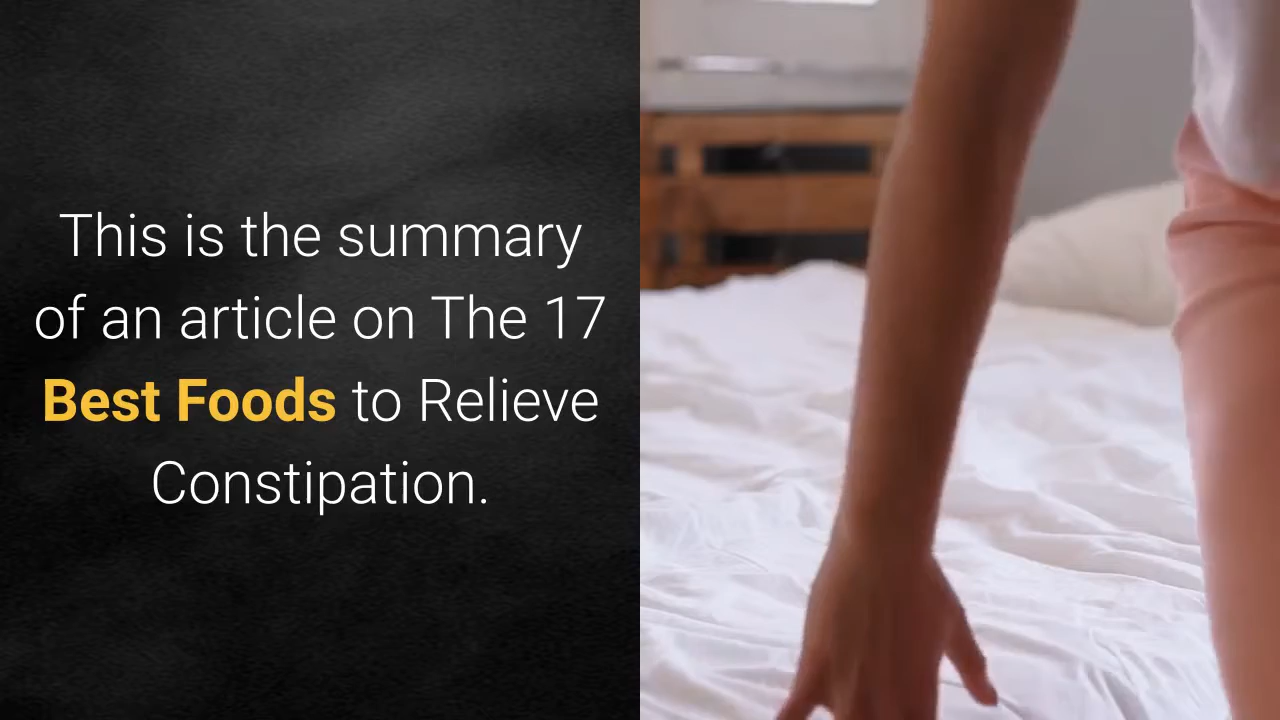 This is the summary
of an article on The 17
Best Foods to Relieve
Constipation.